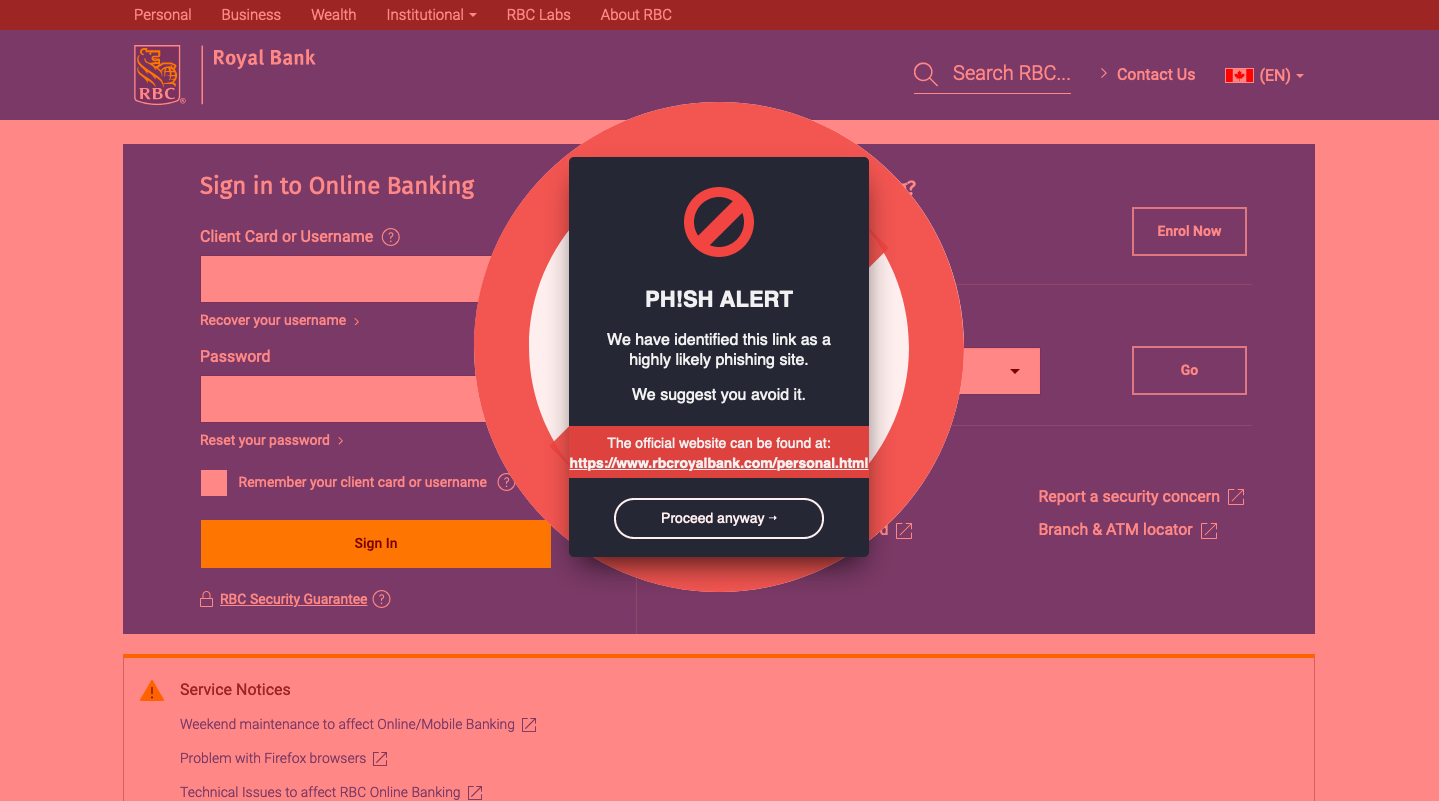 Personal
Business
Wealth
Institutional
RBC Labs
About RBC
RBC®
Royal Bank
Search RBC...
Contact Us
(EN)
Sign in to Online Banking
Client Card or Username ?
Recover your username
Password
Reset your password
Remember your client card or username ?
Sign In
RBC Security Guarantee ?
?
Enrol Now
Go
Report a security concern
Branch & ATM locator
PH!SH ALERT
We have identified this link as a
highly likely phishing site.
We suggest you avoid it.
The official website can be found at:
https://www.rbcroyalbank.com/personal.html
Proceed anyway →
Service Notices
Weekend maintenance to affect Online/Mobile Banking
Problem with Firefox browsers
Technical Issues to affect RBC Online Banking